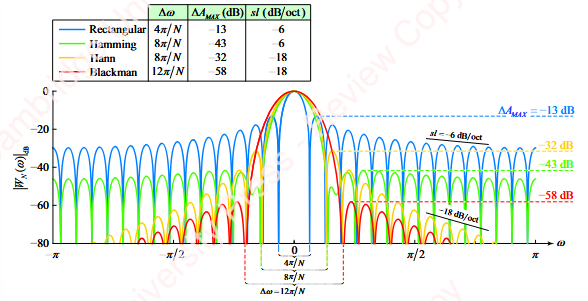 Δω ΔA_MAX (dB) sl (dB/oct)
Rectangular 4π/N −13 −6
Hamming 8π/N −43 −6
Hann 8π/N −32 −18
Blackman 12π/N −58 −18
|W_N(ω)|_dB
0
−20
−40
−60
−80
ΔA_MAX = −13 dB
sl = −6 dB/oct
−32 dB
−43 dB
−58 dB
−18 dB/oct
−π −π/2 0 π/2 π ω
4π/N
8π/N
Δω=12π/N